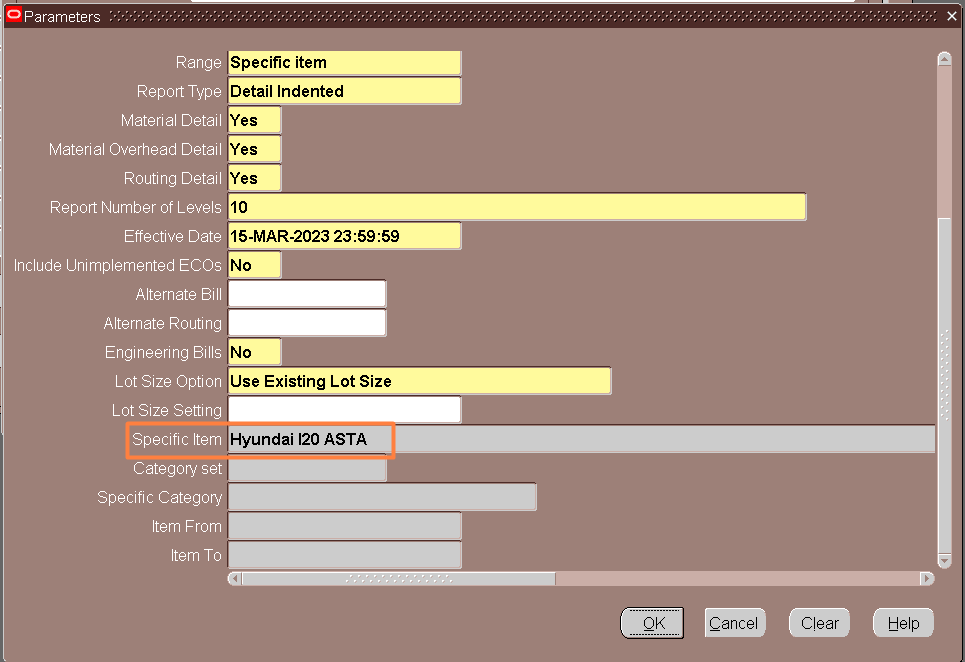 Parameters
Range Specific item
Report Type Detail Indented
Material Detail Yes
Material Overhead Detail Yes
Routing Detail Yes
Report Number of Levels 10
Effective Date 15-MAR-2023 23:59:59
Include Unimplemented ECOs No
Alternate Bill
Alternate Routing
Engineering Bills No
Lot Size Option Use Existing Lot Size
Lot Size Setting
Specific Item Hyundai I20 ASTA
Category set
Specific Category
Item From
Item To
OK Cancel Clear Help